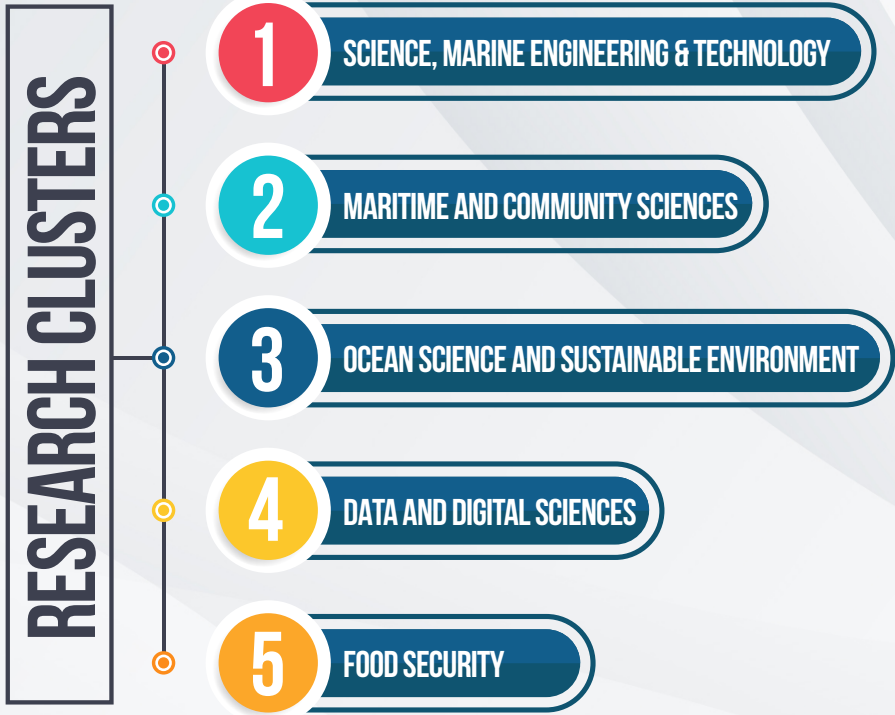 RESEARCH CLUSTERS
1
SCIENCE, MARINE ENGINEERING & TECHNOLOGY
2
MARITIME AND COMMUNITY SCIENCES
3
OCEAN SCIENCE AND SUSTAINABLE ENVIRONMENT
4
DATA AND DIGITAL SCIENCES
5
FOOD SECURITY